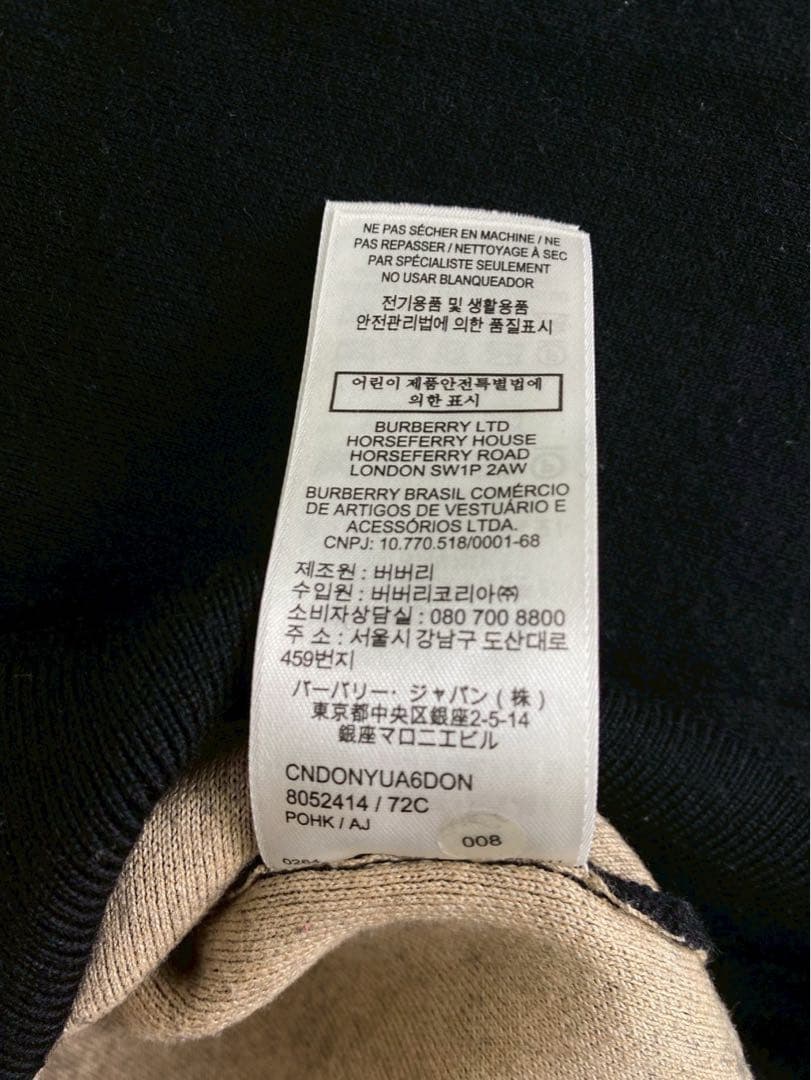 NE PAS SÉCHER EN MACHINE / NE
PAS REPASSER / NETTOYAGE À SEC
PAR SPÉCIALISTE SEULEMENT
NO USAR BLANQUEADOR
전기용품 및 생활용품
안전관리법에 의한 품질표시
어린이 제품안전특별법에
의한 표시
BURBERRY LTD
HORSEFERRY HOUSE
HORSEFERRY ROAD
LONDON SW1P 2AW
BURBERRY BRASIL COMÉRCIO
DE ARTIGOS DE VESTUÁRIO E
ACESSÓRIOS LTDA.
CNPJ: 10.770.518/0001-68
제조원 : 버버리
수입원 : 버버리코리아㈜
소비자상담실 : 080 700 8800
주 소 : 서울시 강남구 도산대로
459번지
バーバリー・ジャパン (株)
東京都中央区銀座2-5-14
銀座マロニエビル
CNDONYUA6DON
8052414 / 72C
POHK / AJ
008